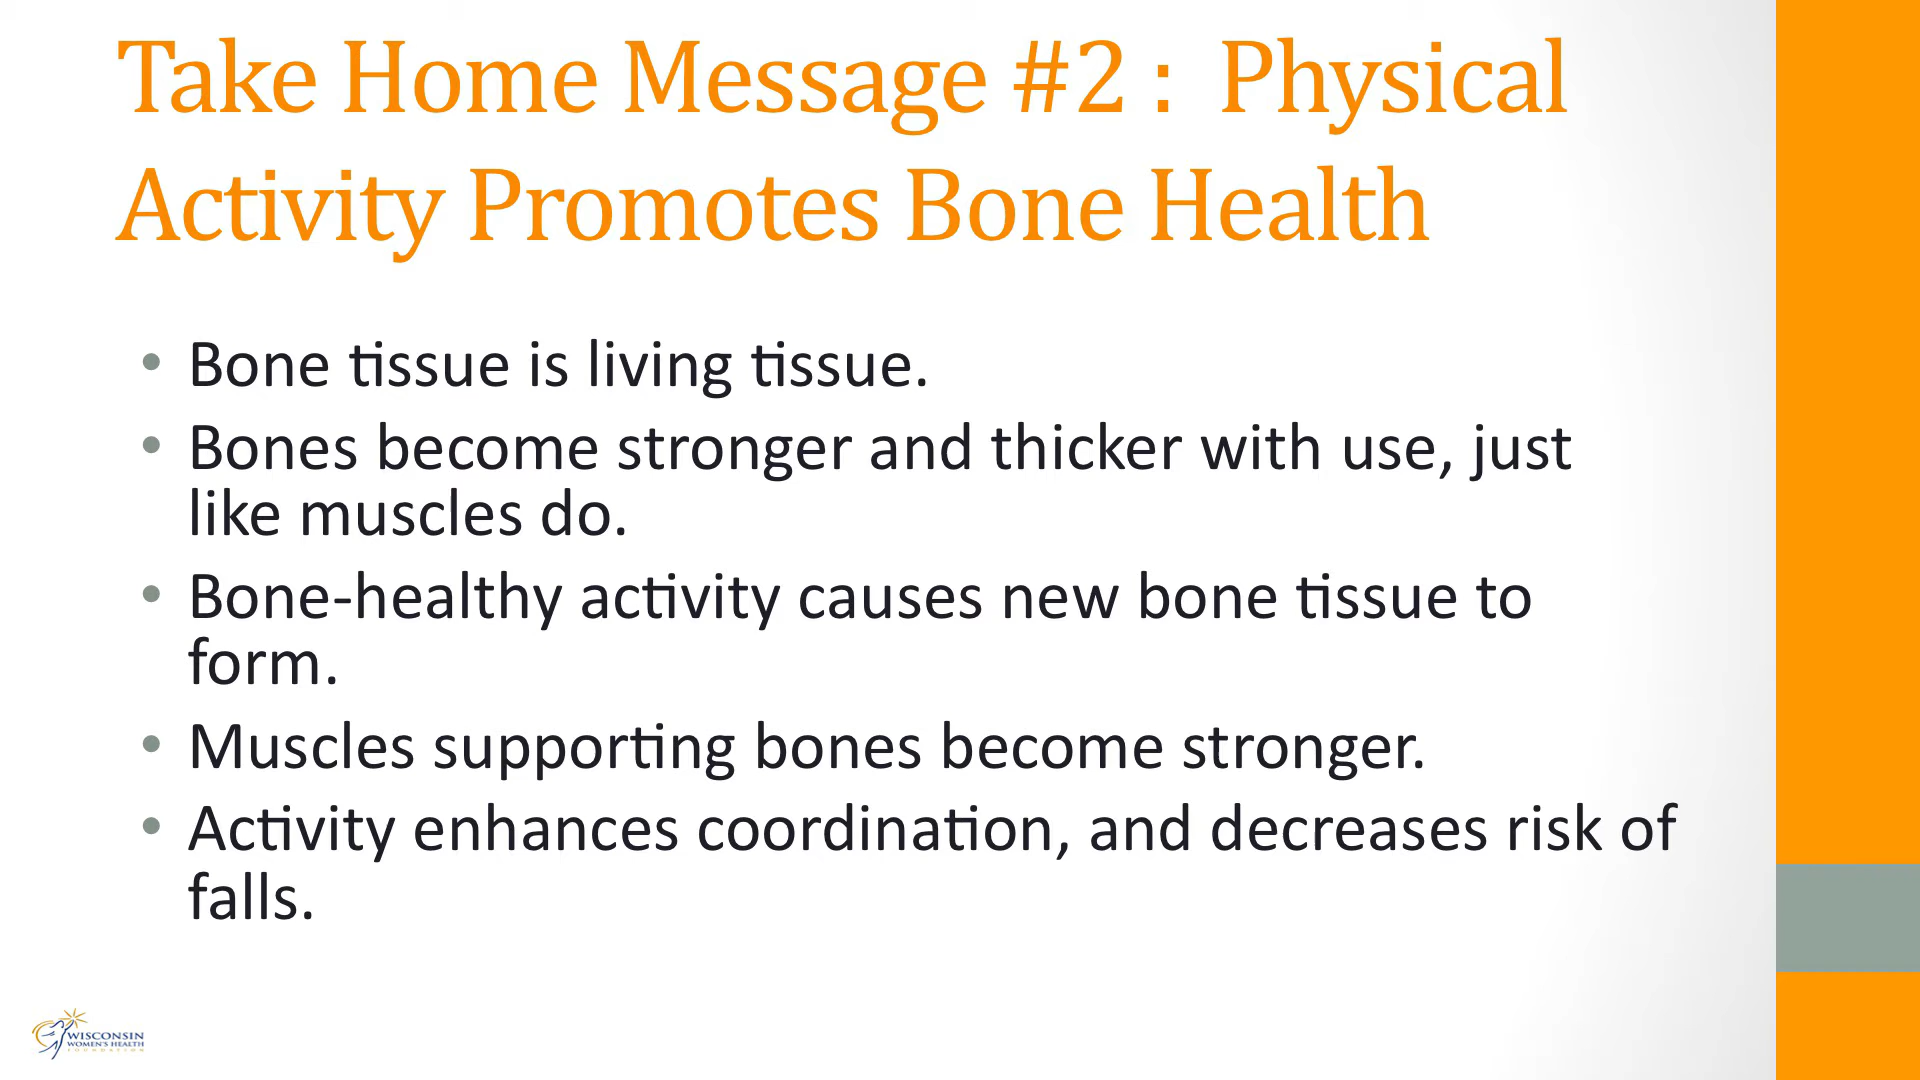 Take Home Message #2 :  Physical
Activity Promotes Bone Health
• Bone tissue is living tissue.
• Bones become stronger and thicker with use, just
like muscles do.
• Bone-healthy activity causes new bone tissue to
form.
• Muscles supporting bones become stronger.
• Activity enhances coordination, and decreases risk of
falls.
WISCONSIN
WOMEN'S HEALTH
FOUNDATION